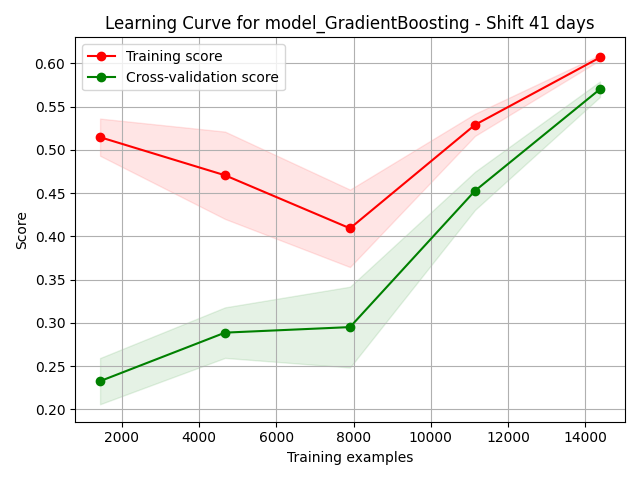 Learning Curve for model_GradientBoosting - Shift 41 days
Training score
Cross-validation score
Score
0.60
0.55
0.50
0.45
0.40
0.35
0.30
0.25
0.20
2000 4000 6000 8000 10000 12000 14000
Training examples